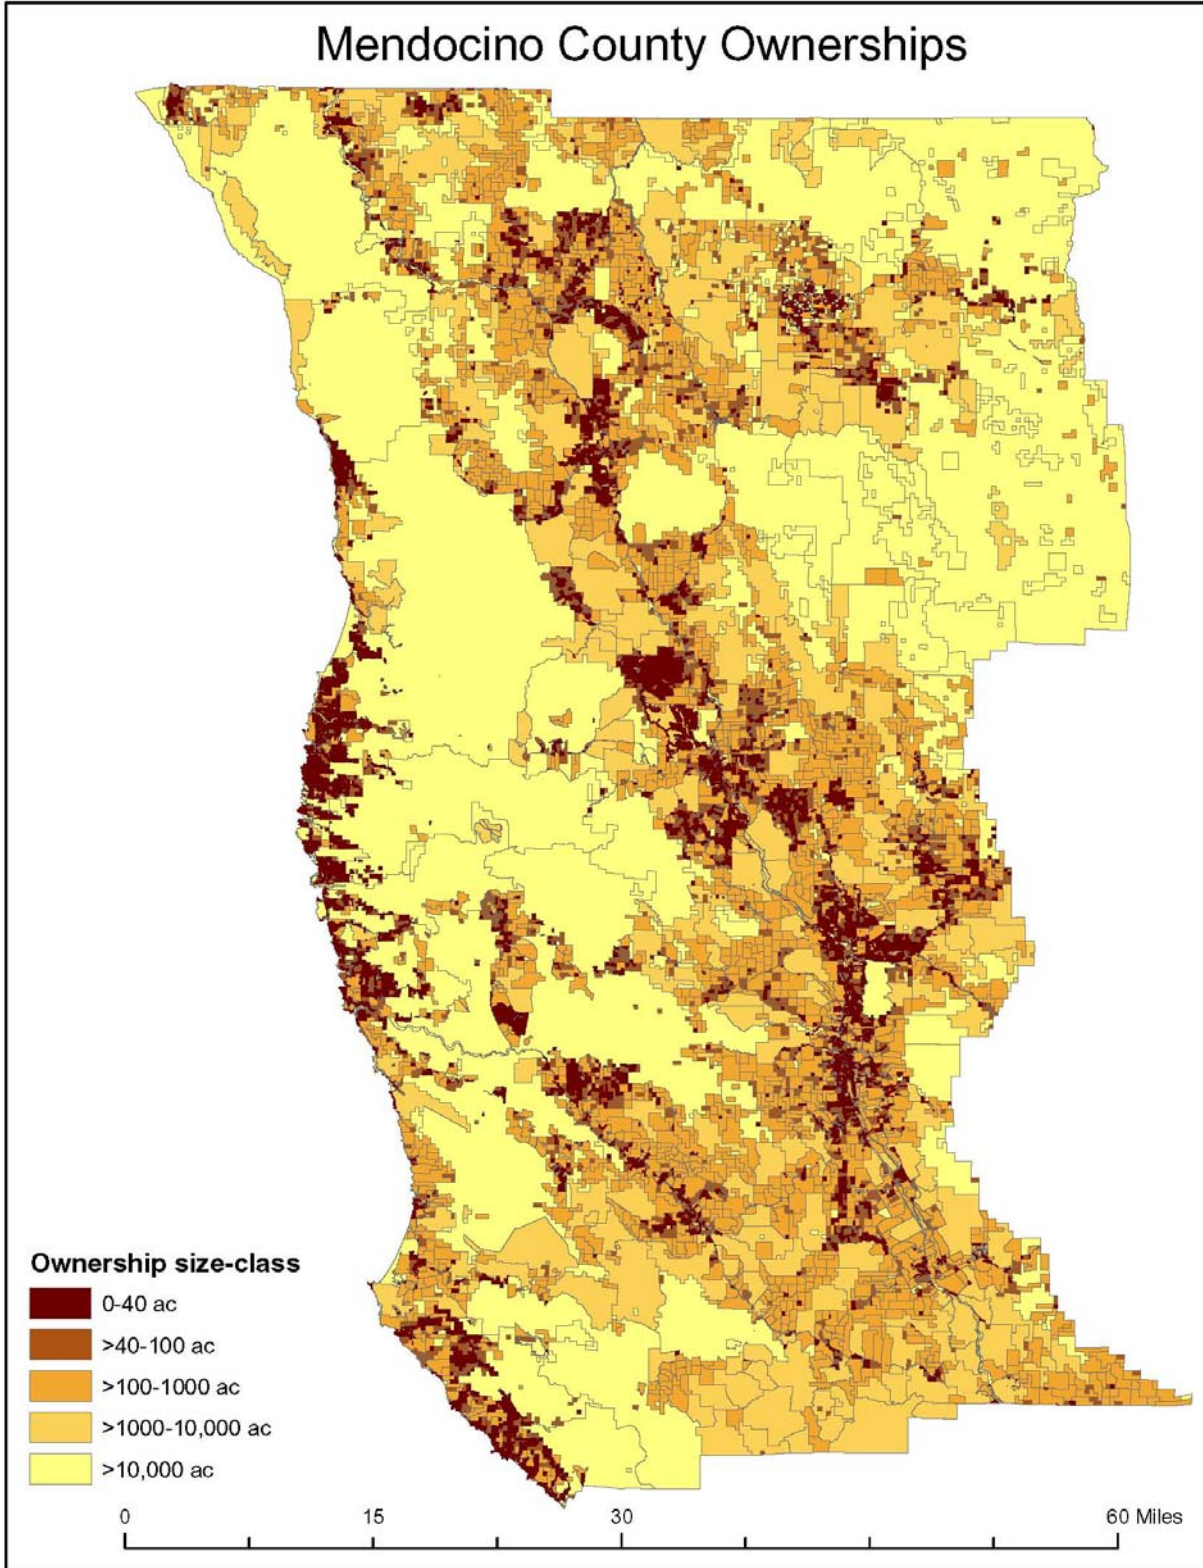 Mendocino County Ownerships
Ownership size-class
0-40 ac
>40-100 ac
>100-1000 ac
>1000-10,000 ac
>10,000 ac
0 15 30 60 Miles